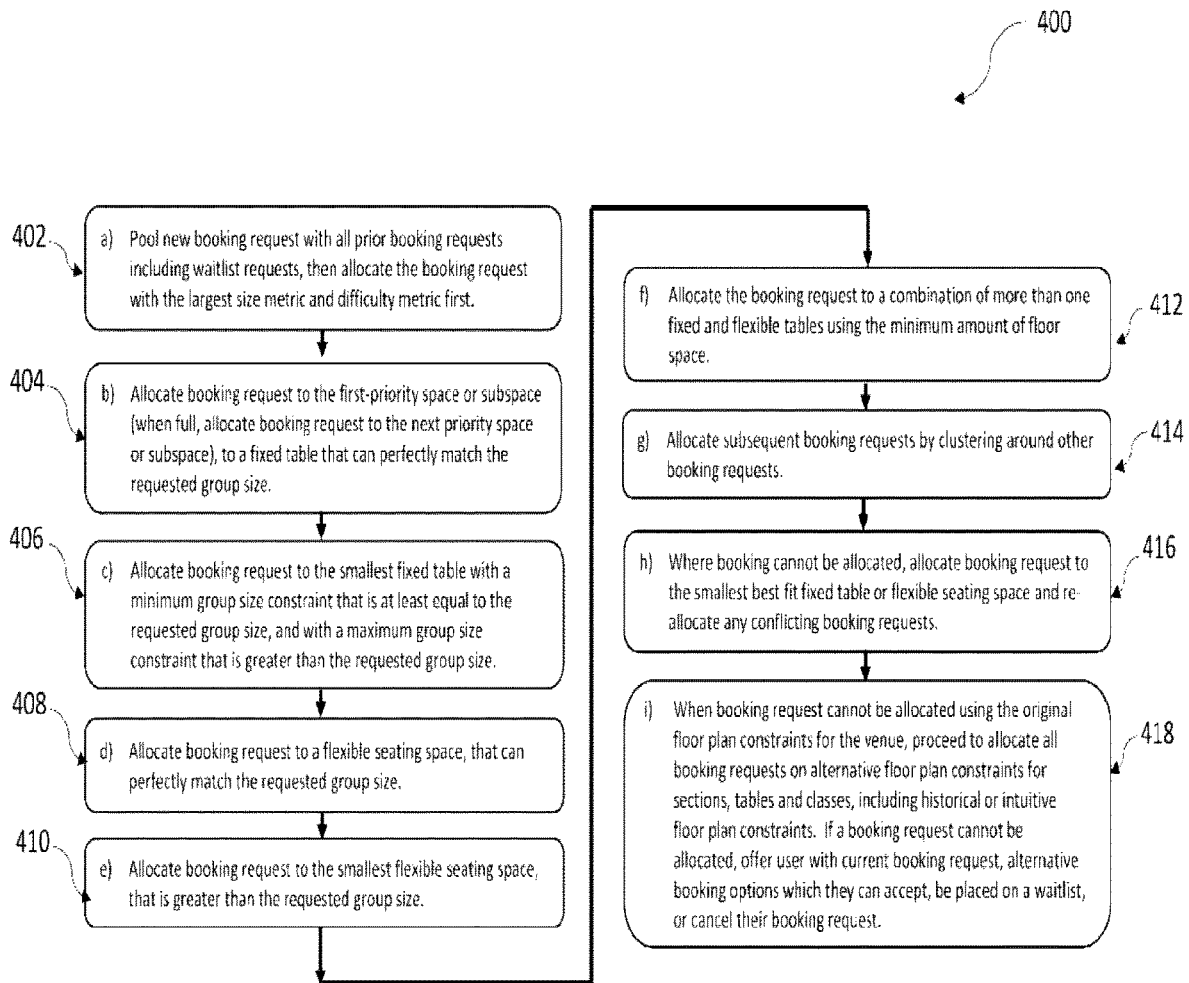 400
402
a) Pool new booking request with all prior booking requests
including waitlist requests, then allocate the booking request
with the largest size metric and difficulty metric first.
404
b) Allocate booking request to the first-priority space or subspace
(when full, allocate booking request to the next priority space
or subspace), to a fixed table that can perfectly match the
requested group size.
406
c) Allocate booking request to the smallest fixed table with a
minimum group size constraint that is at least equal to the
requested group size, and with a maximum group size
constraint that is greater than the requested group size.
408
d) Allocate booking request to a flexible seating space, that can
perfectly match the requested group size.
410
e) Allocate booking request to the smallest flexible seating space,
that is greater than the requested group size.
f) Allocate the booking request to a combination of more than one
fixed and flexible tables using the minimum amount of floor
space.
412
g) Allocate subsequent booking requests by clustering around other
booking requests.
414
h) Where booking cannot be allocated, allocate booking request to
the smallest best fit fixed table or flexible seating space and re-
allocate any conflicting booking requests.
416
i) When booking request cannot be allocated using the original
floor plan constraints for the venue, proceed to allocate all
booking requests on alternative floor plan constraints for
sections, tables and classes, including historical or intuitive
floor plan constraints. If a booking request cannot be
allocated, offer user with current booking request, alternative
booking options which they can accept, be placed on a waitlist,
or cancel their booking request.
418